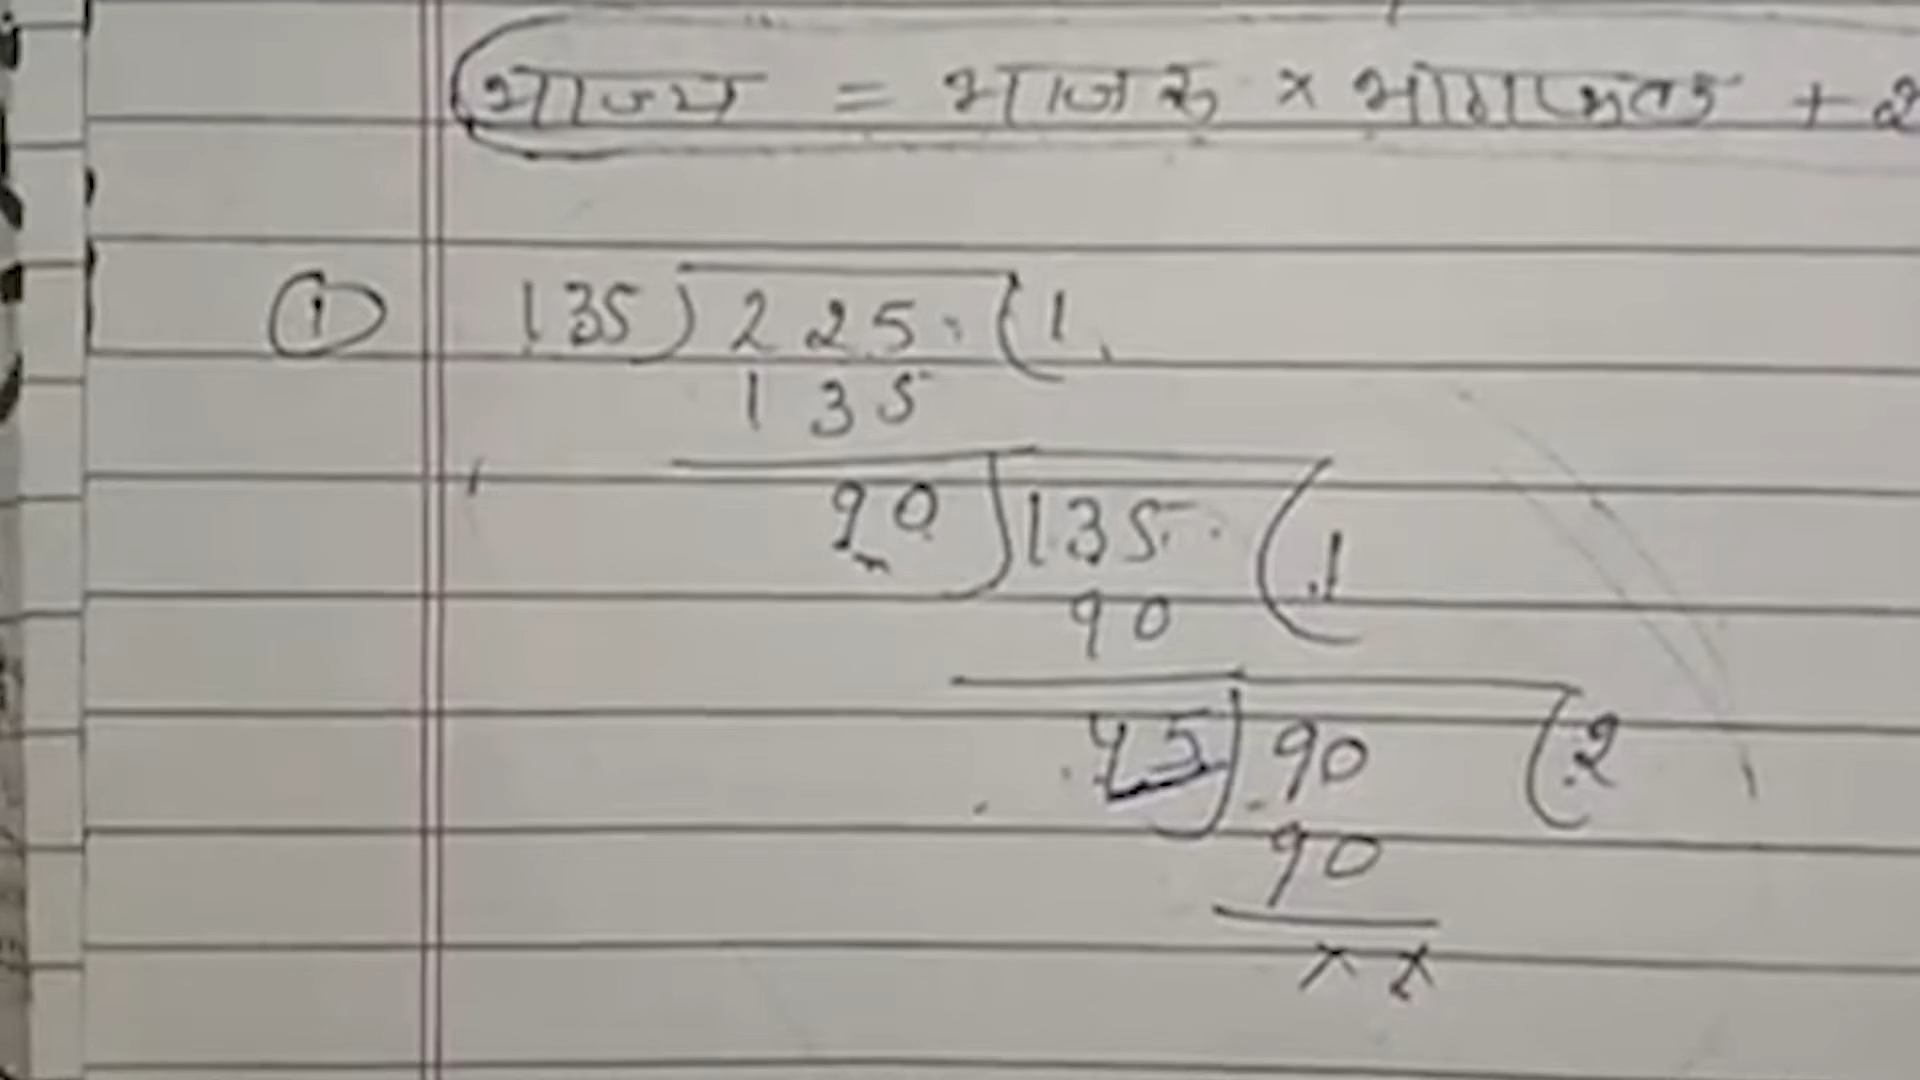 भाज्य = भाजक × भागफल +
① 135) 225 (1
135
90) 135 (1
90
45) 90 (2
90
××